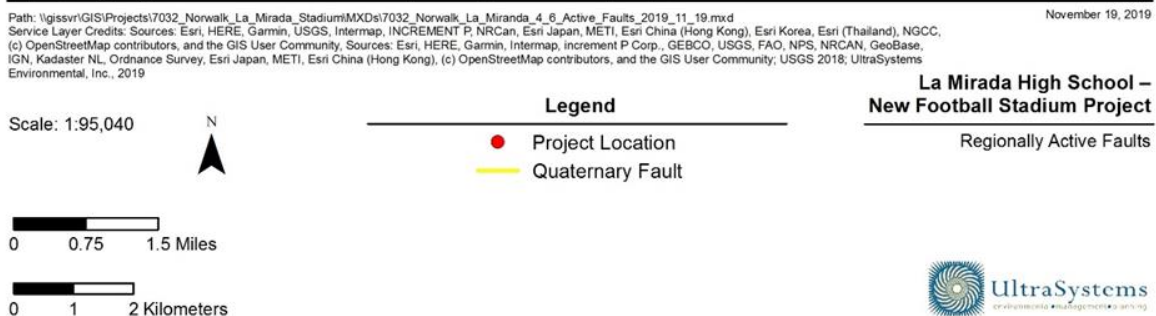 Path: \\gissvr\GIS\Projects\7032_Norwalk_La_Mirada_Stadium\MXDs\7032_Norwalk_La_Miranda_4_6_Active_Faults_2019_11_19.mxd
November 19, 2019
Service Layer Credits: Sources: Esri, HERE, Garmin, USGS, Intermap, INCREMENT P, NRCan, Esri Japan, METI, Esri China (Hong Kong), Esri Korea, Esri (Thailand), NGCC,
(c) OpenStreetMap contributors, and the GIS User Community, Sources: Esri, HERE, Garmin, Intermap, increment P Corp., GEBCO, USGS, FAO, NPS, NRCAN, GeoBase,
IGN, Kadaster NL, Ordnance Survey, Esri Japan, METI, Esri China (Hong Kong), (c) OpenStreetMap contributors, and the GIS User Community; USGS 2018; UltraSystems
Environmental, Inc., 2019
La Mirada High School –
New Football Stadium Project
Regionally Active Faults
Scale: 1:95,040
N
Legend
Project Location
Quaternary Fault
0 0.75 1.5 Miles
0 1 2 Kilometers
UltraSystems
environmental • management • planning